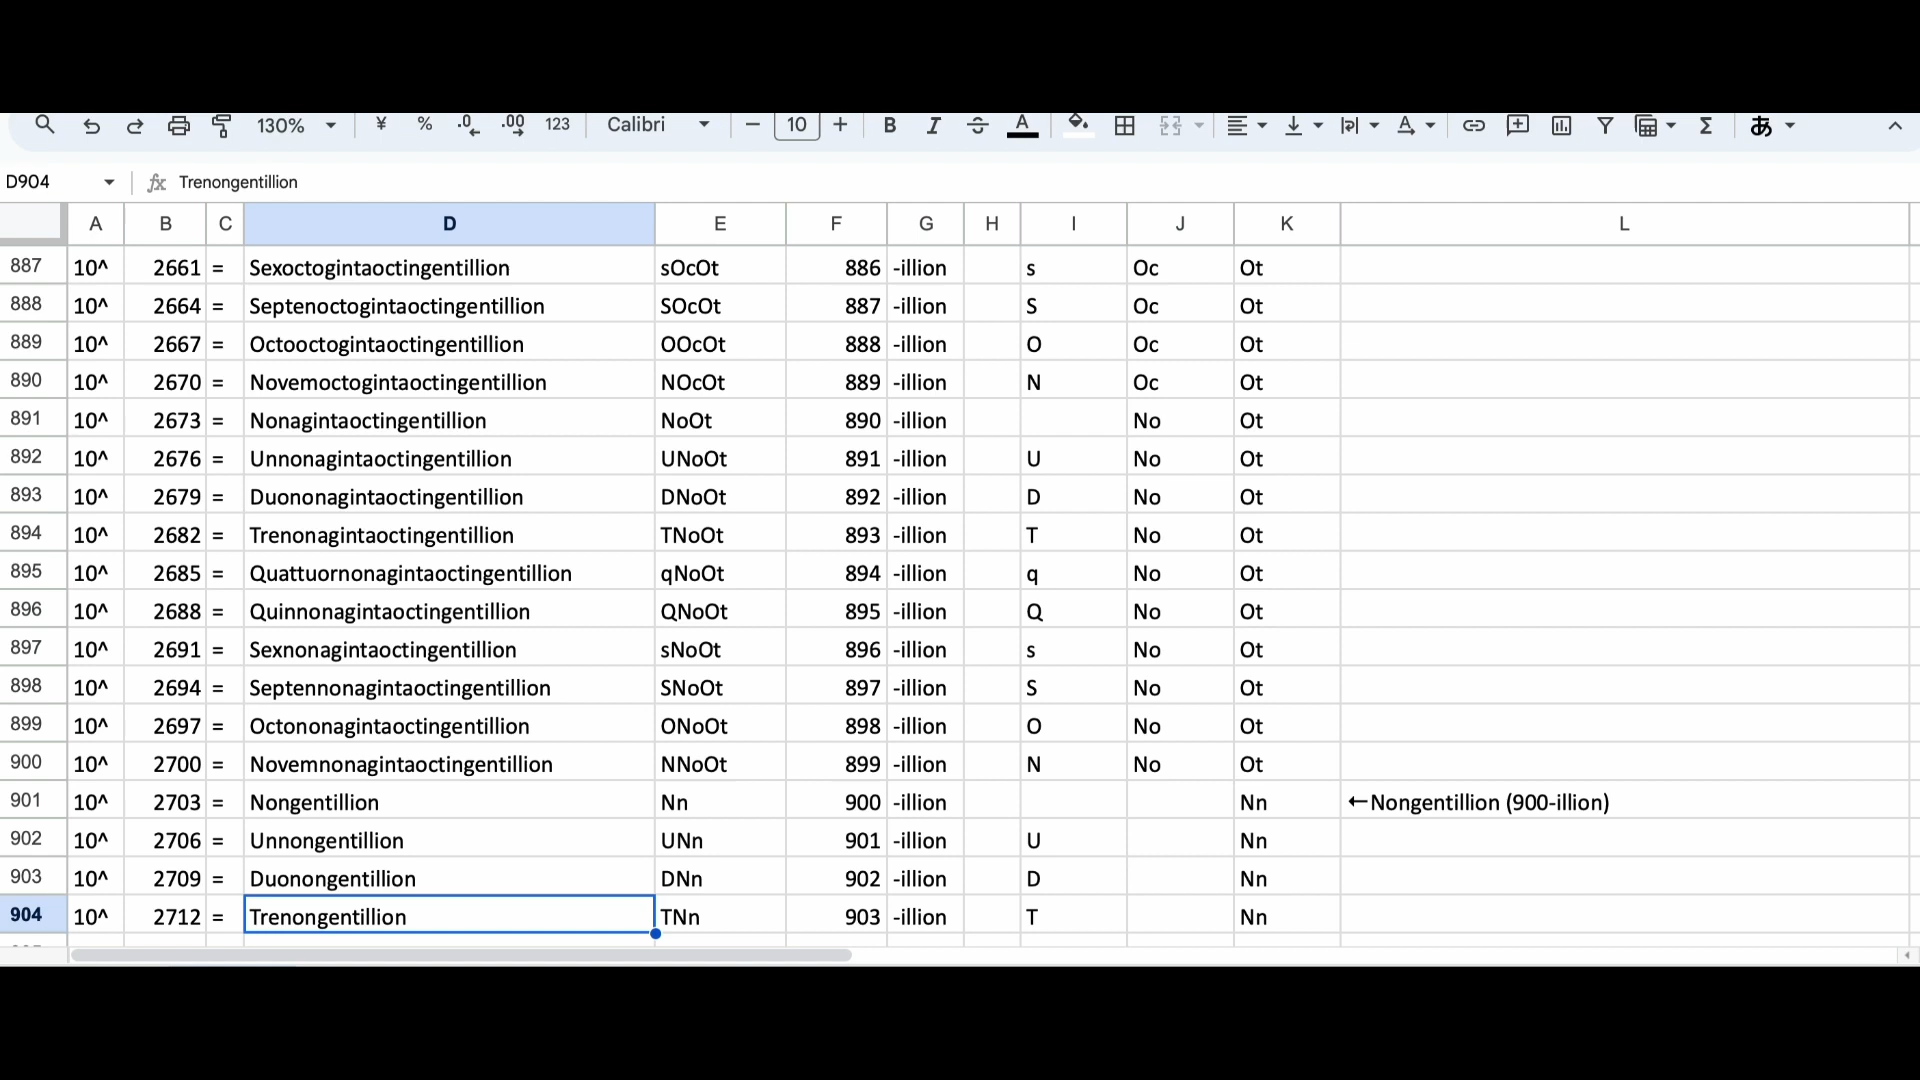 130% ¥ % .0 .00 123 Calibri 10 B I A あ
D904 fx Trenongentillion
A B C D E F G H I J K L
887 10^ 2661 = Sexoctogintaoctingentillion sOcOt 886 -illion s Oc Ot
888 10^ 2664 = Septenoctogintaoctingentillion SOcOt 887 -illion S Oc Ot
889 10^ 2667 = Octooctogintaoctingentillion OOcOt 888 -illion O Oc Ot
890 10^ 2670 = Novemoctogintaoctingentillion NOcOt 889 -illion N Oc Ot
891 10^ 2673 = Nonagintaoctingentillion NoOt 890 -illion No Ot
892 10^ 2676 = Unnonagintaoctingentillion UNoOt 891 -illion U No Ot
893 10^ 2679 = Duononagintaoctingentillion DNoOt 892 -illion D No Ot
894 10^ 2682 = Trenonagintaoctingentillion TNoOt 893 -illion T No Ot
895 10^ 2685 = Quattuornonagintaoctingentillion qNoOt 894 -illion q No Ot
896 10^ 2688 = Quinnonagintaoctingentillion QNoOt 895 -illion Q No Ot
897 10^ 2691 = Sexnonagintaoctingentillion sNoOt 896 -illion s No Ot
898 10^ 2694 = Septennonagintaoctingentillion SNoOt 897 -illion S No Ot
899 10^ 2697 = Octononagintaoctingentillion ONoOt 898 -illion O No Ot
900 10^ 2700 = Novemnonagintaoctingentillion NNoOt 899 -illion N No Ot
901 10^ 2703 = Nongentillion Nn 900 -illion Nn ←Nongentillion (900-illion)
902 10^ 2706 = Unnongentillion UNn 901 -illion U Nn
903 10^ 2709 = Duonongentillion DNn 902 -illion D Nn
904 10^ 2712 = Trenongentillion TNn 903 -illion T Nn